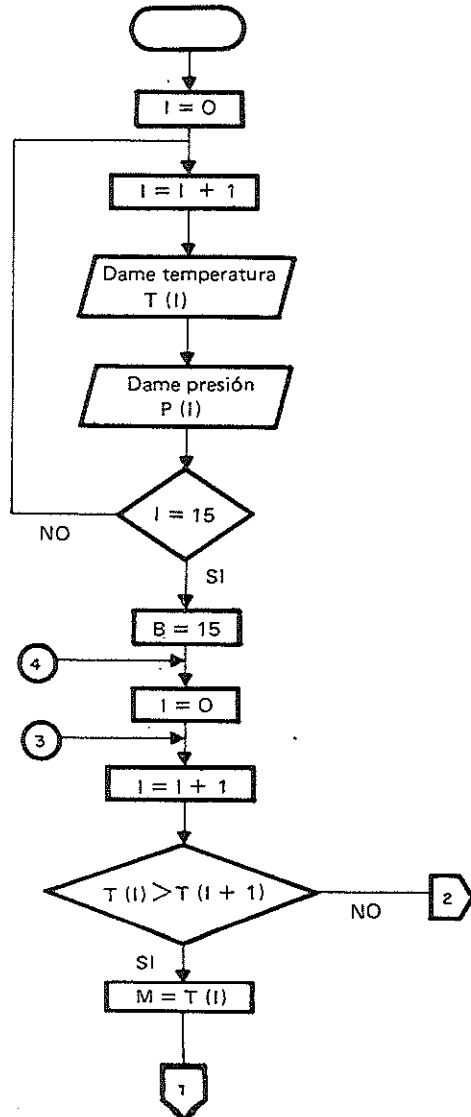 I = 0
I = I + 1
Dame temperatura
T (I)
Dame presión
P (I)
I = 15
NO
SI
B = 15
4
I = 0
3
I = I + 1
T (I) > T (I + 1)
NO
2
SI
M = T (I)
1